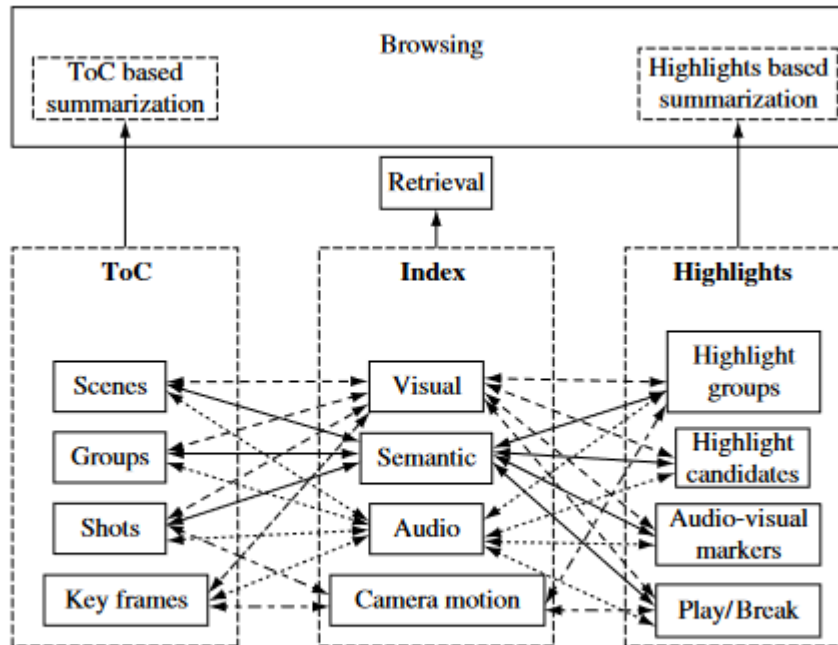 Browsing
ToC based
summarization
Highlights based
summarization
Retrieval
ToC
Index
Highlights
Scenes
Visual
Highlight
groups
Groups
Semantic
Highlight
candidates
Shots
Audio
Audio-visual
markers
Key frames
Camera motion
Play/Break